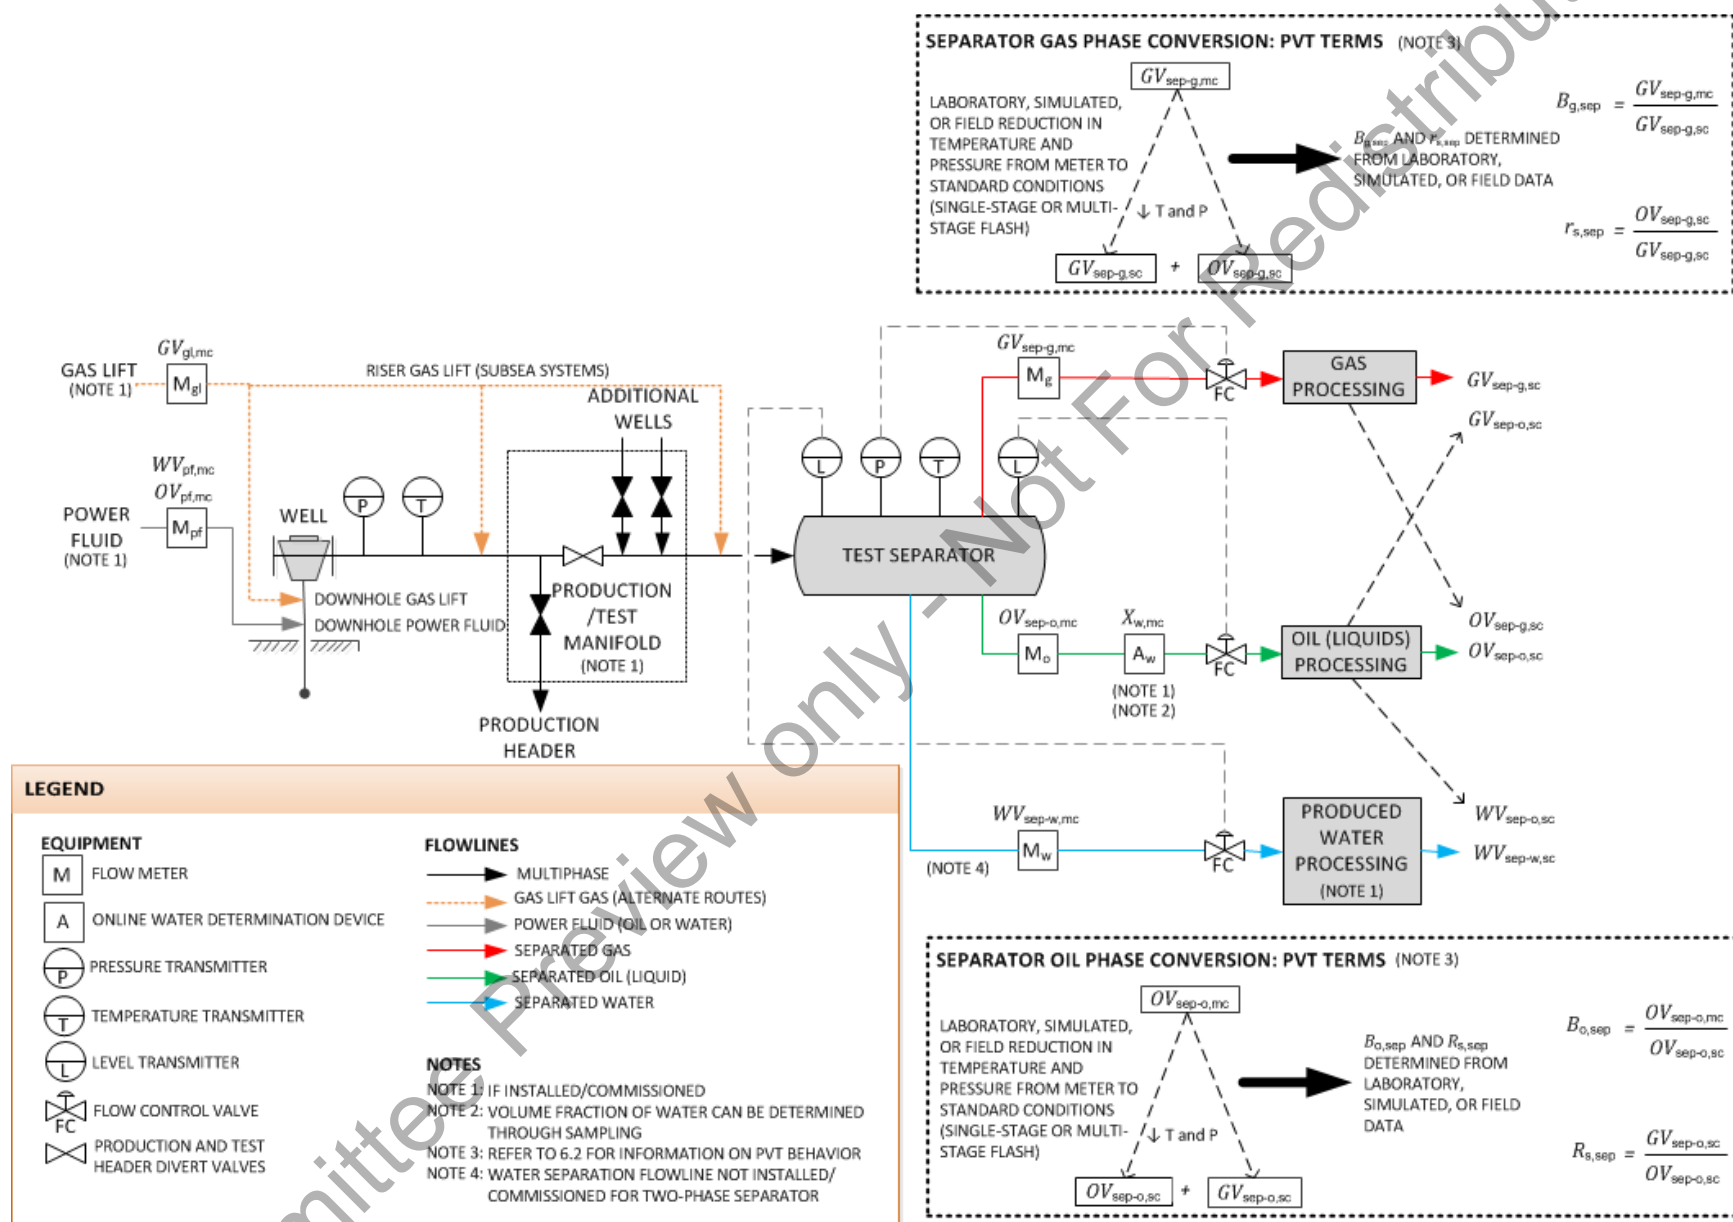 SEPARATOR GAS PHASE CONVERSION: PVT TERMS (NOTE 3)
GVsep-g,mc
LABORATORY, SIMULATED,
OR FIELD REDUCTION IN
TEMPERATURE AND
PRESSURE FROM METER TO
STANDARD CONDITIONS
(SINGLE-STAGE OR MULTI-
STAGE FLASH)
↓ T and P
GVsep-g,sc + OVsep-g,sc
Bg,sep AND rs,sep DETERMINED
FROM LABORATORY,
SIMULATED, OR FIELD DATA
Bg,sep = GVsep-g,mc / GVsep-g,sc
rs,sep = OVsep-g,sc / GVsep-g,sc
GAS LIFT
(NOTE 1)
GVgl,mc
Mgl
RISER GAS LIFT (SUBSEA SYSTEMS)
ADDITIONAL
WELLS
WVpf,mc
OVpf,mc
POWER
FLUID
(NOTE 1)
Mpf
WELL
P
T
DOWNHOLE GAS LIFT
DOWNHOLE POWER FLUID
PRODUCTION
/TEST
MANIFOLD
(NOTE 1)
PRODUCTION
HEADER
L
P
T
L
TEST SEPARATOR
GVsep-g,mc
Mg
FC
GAS
PROCESSING
GVsep-g,sc
GVsep-o,sc
OVsep-o,mc
Mo
Xw,mc
Aw
(NOTE 1)
(NOTE 2)
FC
OIL (LIQUIDS)
PROCESSING
OVsep-g,sc
OVsep-o,sc
WVsep-w,mc
(NOTE 4)
Mw
FC
PRODUCED
WATER
PROCESSING
(NOTE 1)
WVsep-o,sc
WVsep-w,sc
LEGEND
EQUIPMENT
M FLOW METER
A ONLINE WATER DETERMINATION DEVICE
P PRESSURE TRANSMITTER
T TEMPERATURE TRANSMITTER
L LEVEL TRANSMITTER
FC FLOW CONTROL VALVE
PRODUCTION AND TEST
HEADER DIVERT VALVES
FLOWLINES
MULTIPHASE
GAS LIFT GAS (ALTERNATE ROUTES)
POWER FLUID (OIL OR WATER)
SEPARATED GAS
SEPARATED OIL (LIQUID)
SEPARATED WATER
NOTES
NOTE 1: IF INSTALLED/COMMISSIONED
NOTE 2: VOLUME FRACTION OF WATER CAN BE DETERMINED
THROUGH SAMPLING
NOTE 3: REFER TO 6.2 FOR INFORMATION ON PVT BEHAVIOR
NOTE 4: WATER SEPARATION FLOWLINE NOT INSTALLED/
COMMISSIONED FOR TWO-PHASE SEPARATOR
SEPARATOR OIL PHASE CONVERSION: PVT TERMS (NOTE 3)
OVsep-o,mc
LABORATORY, SIMULATED,
OR FIELD REDUCTION IN
TEMPERATURE AND
PRESSURE FROM METER TO
STANDARD CONDITIONS
(SINGLE-STAGE OR MULTI-
STAGE FLASH)
↓ T and P
OVsep-o,sc + GVsep-o,sc
Bo,sep AND Rs,sep
DETERMINED FROM
LABORATORY,
SIMULATED, OR FIELD
DATA
Bo,sep = OVsep-o,mc / OVsep-o,sc
Rs,sep = GVsep-o,sc / OVsep-o,sc
Preview only - Not For